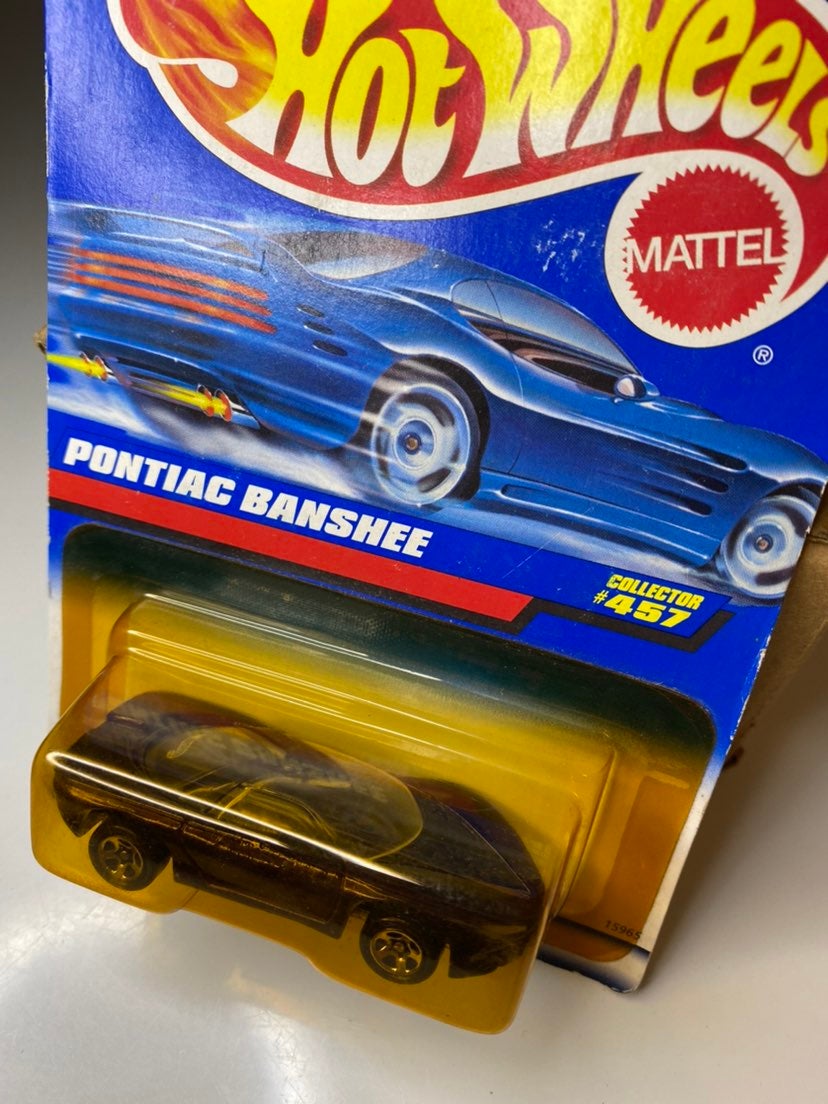 Hot Wheels
MATTEL
®
PONTIAC BANSHEE
COLLECTOR
#457
15965